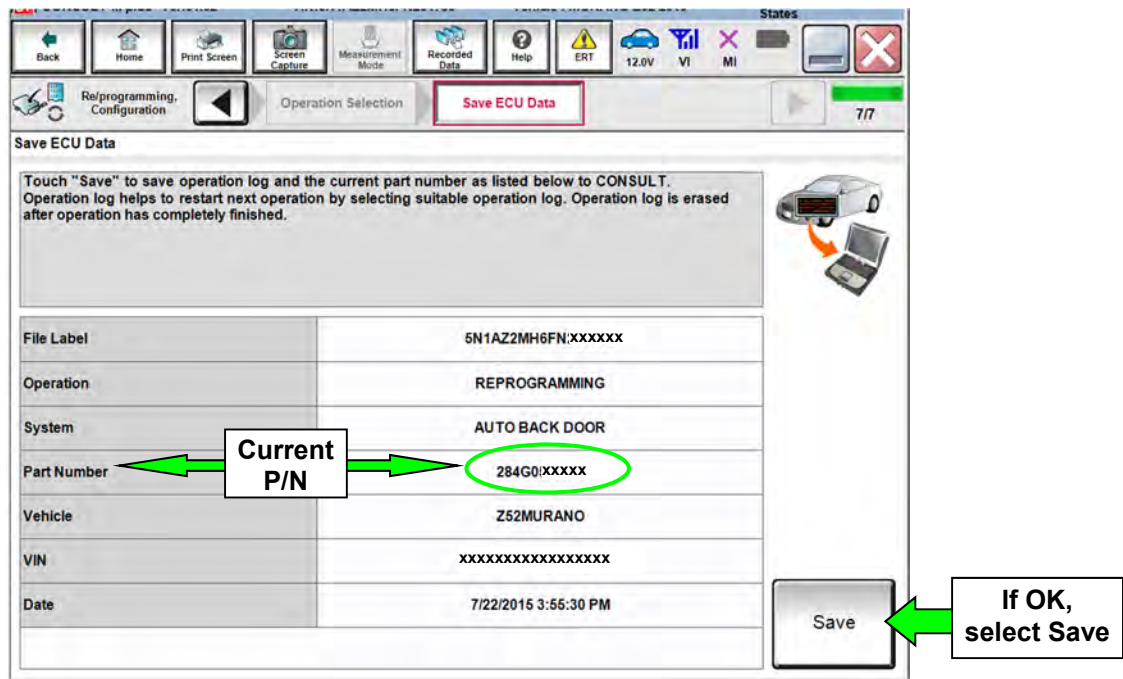 States
Back
Home
Print Screen
Screen
Capture
Measurement
Mode
Recorded
Data
Help
ERT
12.0V
VI
MI
Re/programming,
Configuration
Operation Selection
Save ECU Data
7/7
Save ECU Data
Touch "Save" to save operation log and the current part number as listed below to CONSULT.
Operation log helps to restart next operation by selecting suitable operation log. Operation log is erased
after operation has completely finished.
File Label 5N1AZ2MH6FN xxxxxx
Operation REPROGRAMMING
System AUTO BACK DOOR
Part Number 284G0 xxxxx
Current
P/N
Vehicle Z52MURANO
VIN xxxxxxxxxxxxxxxxx
Date 7/22/2015 3:55:30 PM
Save
If OK,
select Save